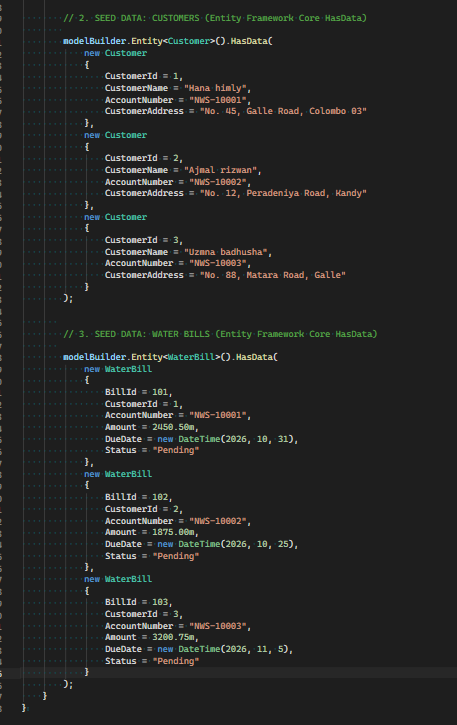 // 2. SEED DATA: CUSTOMERS (Entity Framework Core HasData)
modelBuilder.Entity<Customer>().HasData(
new Customer
{
CustomerId = 1,
CustomerName = "Hana himly",
AccountNumber = "NWS-10001",
CustomerAddress = "No. 45, Galle Road, Colombo 03"
},
new Customer
{
CustomerId = 2,
CustomerName = "Ajmal rizwan",
AccountNumber = "NWS-10002",
CustomerAddress = "No. 12, Peradeniya Road, Kandy"
},
new Customer
{
CustomerId = 3,
CustomerName = "Uzmna badhusha",
AccountNumber = "NWS-10003",
CustomerAddress = "No. 88, Matara Road, Galle"
}
);
// 3. SEED DATA: WATER BILLS (Entity Framework Core HasData)
modelBuilder.Entity<WaterBill>().HasData(
new WaterBill
{
BillId = 101,
CustomerId = 1,
AccountNumber = "NWS-10001",
Amount = 2450.50m,
DueDate = new DateTime(2026, 10, 31),
Status = "Pending"
},
new WaterBill
{
BillId = 102,
CustomerId = 2,
AccountNumber = "NWS-10002",
Amount = 1875.00m,
DueDate = new DateTime(2026, 10, 25),
Status = "Pending"
},
new WaterBill
{
BillId = 103,
CustomerId = 3,
AccountNumber = "NWS-10003",
Amount = 3200.75m,
DueDate = new DateTime(2026, 11, 5),
Status = "Pending"
}
);
}
}